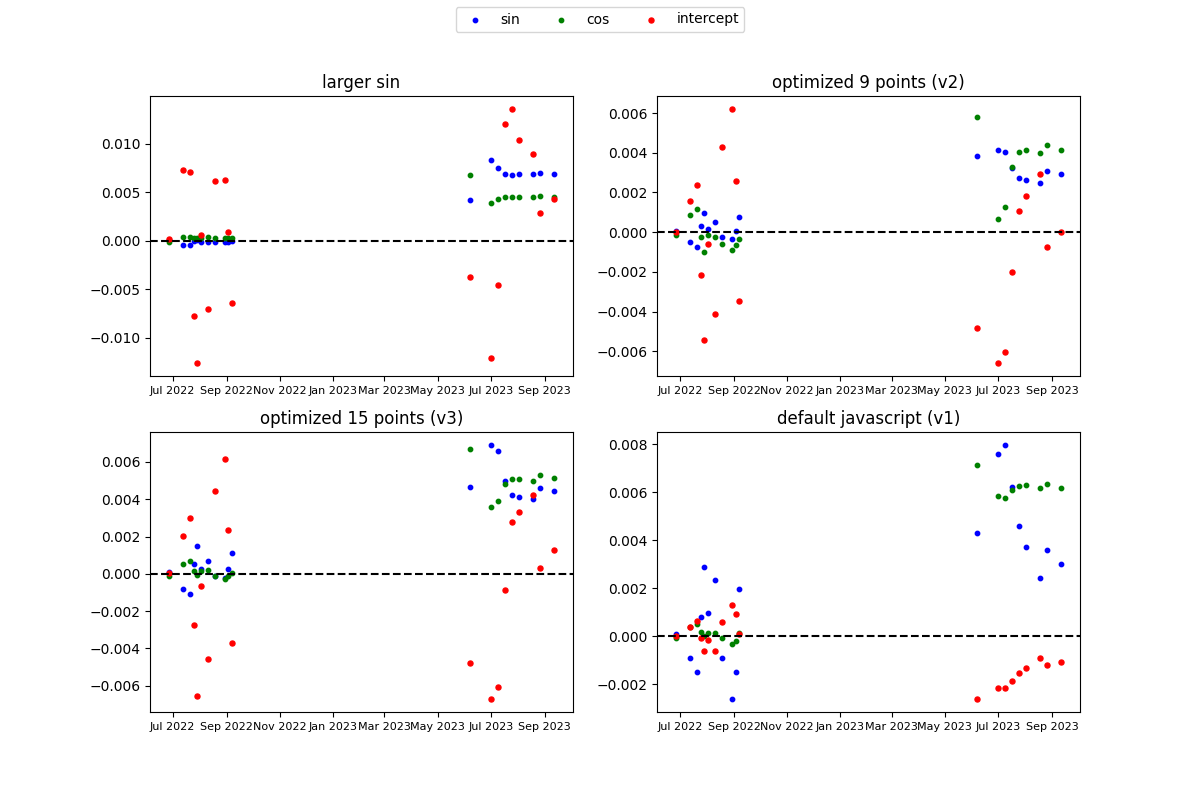 sin cos intercept
larger sin
0.010
0.005
0.000
−0.005
−0.010
Jul 2022 Sep 2022 Nov 2022 Jan 2023 Mar 2023 May 2023 Jul 2023 Sep 2023
optimized 9 points (v2)
0.006
0.004
0.002
0.000
−0.002
−0.004
−0.006
Jul 2022 Sep 2022 Nov 2022 Jan 2023 Mar 2023 May 2023 Jul 2023 Sep 2023
optimized 15 points (v3)
0.006
0.004
0.002
0.000
−0.002
−0.004
−0.006
Jul 2022 Sep 2022 Nov 2022 Jan 2023 Mar 2023 May 2023 Jul 2023 Sep 2023
default javascript (v1)
0.008
0.006
0.004
0.002
0.000
−0.002
Jul 2022 Sep 2022 Nov 2022 Jan 2023 Mar 2023 May 2023 Jul 2023 Sep 2023